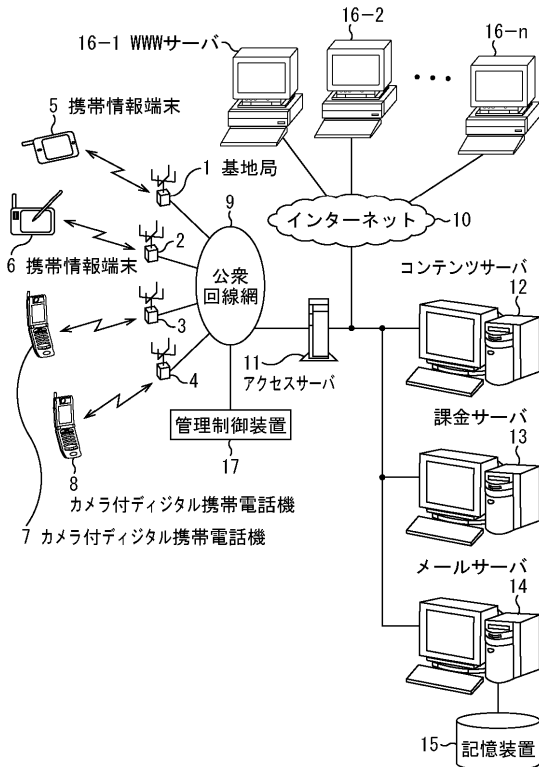 16-1 WWWサーバ
16-2
16-n
5 携帯情報端末
1 基地局
9
インターネット
10
2
6 携帯情報端末
公衆
回線網
コンテンツサーバ
12
3
11
アクセスサーバ
4
課金サーバ
13
管理制御装置
17
8
カメラ付ディジタル携帯電話機
7 カメラ付ディジタル携帯電話機
メールサーバ
14
15
記憶装置